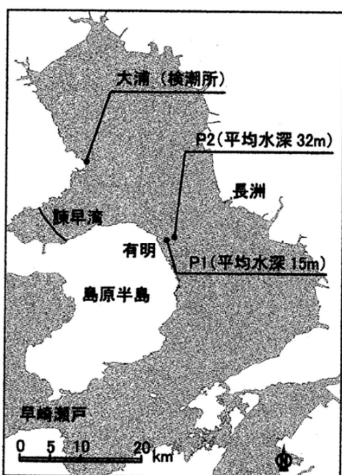 大浦（検潮所）
P2(平均水深 32m)
長洲
諫早湾
有明
P1(平均水深 15m)
島原半島
早崎瀬戸
0 5 10 20 km
N